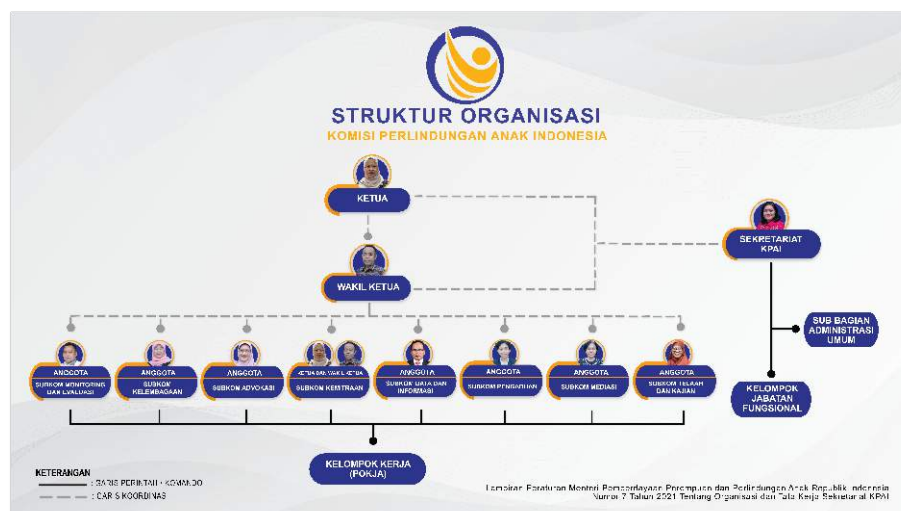 STRUKTUR ORGANISASI
KOMISI PERLINDUNGAN ANAK INDONESIA
KETUA
SEKRETARIAT
KPAI
WAKIL KETUA
SUB BAGIAN
ADMINISTRASI
UMUM
ANGGOTA
SUBKOM MONITORING
DAN EVALUASI
ANGGOTA
SUBKOM
KELEMBAGAAN
ANGGOTA
SUBKOM ADVOKASI
KETUA DAN WAKIL KETUA
SUBKOM KEMITRAAN
ANGGOTA
SUBKOM DATA DAN
INFORMASI
ANGGOTA
SUBKOM PENGADUAN
ANGGOTA
SUBKOM MEDIASI
ANGGOTA
SUBKOM TELAAH
DAN KAJIAN
KELOMPOK
JABATAN
FUNGSIONAL
KELOMPOK KERJA
(POKJA)
KETERANGAN
: GARIS PERINTAH - KOMANDO
: GARIS KOORDINASI
Lampiran Peraturan Menteri Pemberdayaan Perempuan dan Perlindungan Anak Republik Indonesia
Nomor 7 Tahun 2021 Tentang Organisasi dan Tata Kerja Sekretariat KPAI